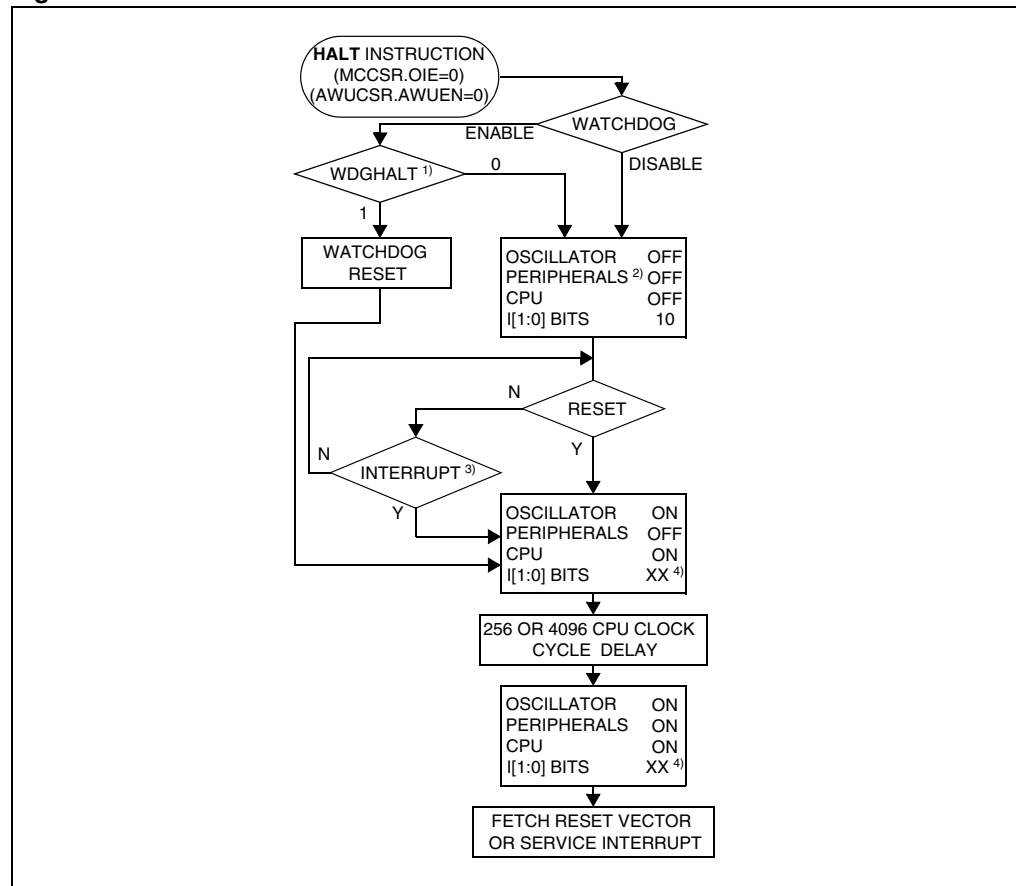 HALT INSTRUCTION
(MCCSR.OIE=0)
(AWUCSR.AWUEN=0)
WATCHDOG
ENABLE
DISABLE
WDGHALT 1)
0
1
WATCHDOG
RESET
OSCILLATOR OFF
PERIPHERALS 2) OFF
CPU OFF
I[1:0] BITS 10
N
RESET
Y
N
INTERRUPT 3)
Y
OSCILLATOR ON
PERIPHERALS OFF
CPU ON
I[1:0] BITS XX 4)
256 OR 4096 CPU CLOCK
CYCLE DELAY
OSCILLATOR ON
PERIPHERALS ON
CPU ON
I[1:0] BITS XX 4)
FETCH RESET VECTOR
OR SERVICE INTERRUPT